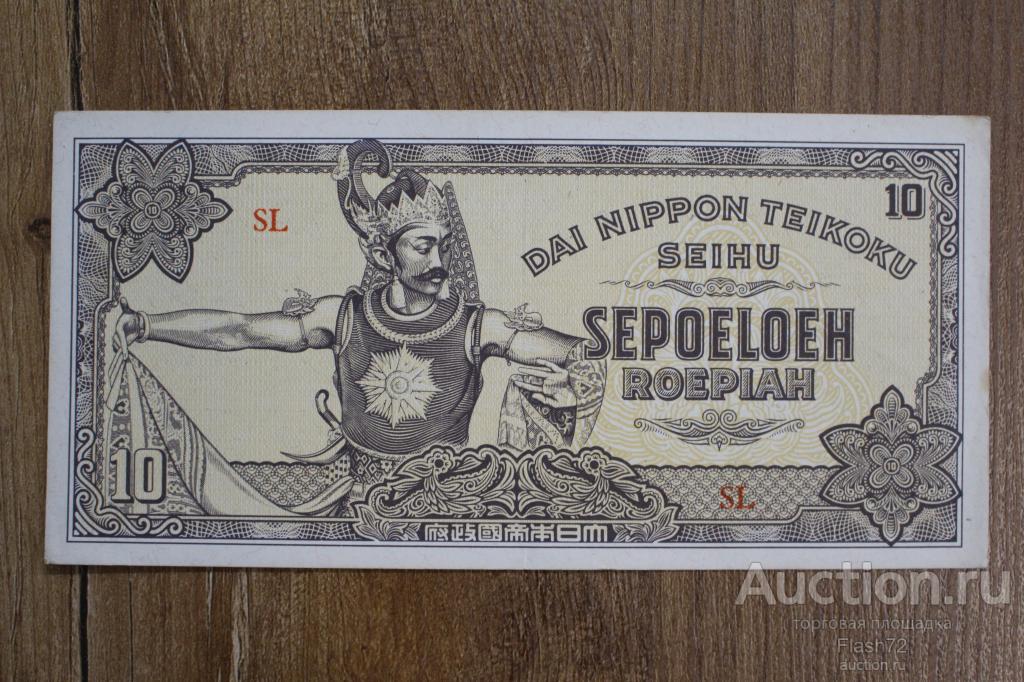 10
SL
DAI NIPPON TEIKOKU
SEIHU
SEPOELOEH
ROEPIAH
10
SL
府政國帝本日大
Auction.ru
торговая площадка
Flash72
auction.ru